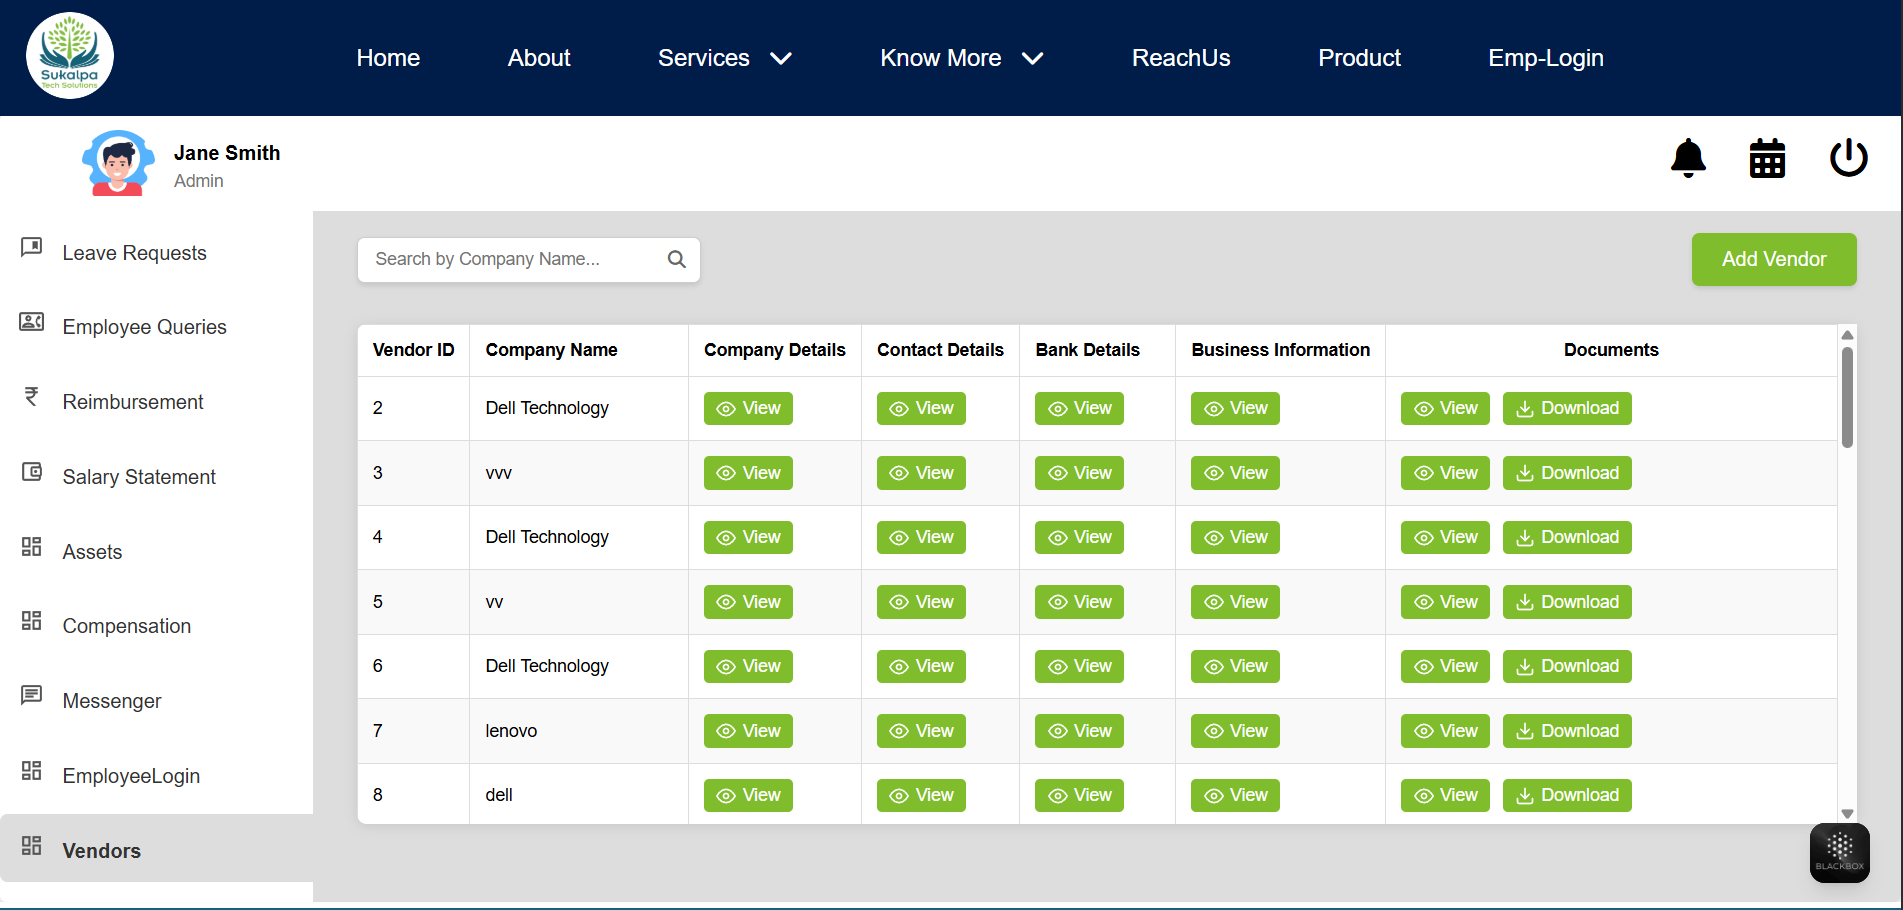 Sukalpa
Tech Solutions
Home About Services Know More ReachUs Product Emp-Login
Jane Smith
Admin
Leave Requests
Employee Queries
Reimbursement
Salary Statement
Assets
Compensation
Messenger
EmployeeLogin
Vendors
Search by Company Name...
Add Vendor
Vendor ID Company Name Company Details Contact Details Bank Details Business Information Documents
2 Dell Technology View View View View View Download
3 vvv View View View View View Download
4 Dell Technology View View View View View Download
5 vv View View View View View Download
6 Dell Technology View View View View View Download
7 lenovo View View View View View Download
8 dell View View View View View Download
BLACKBOX